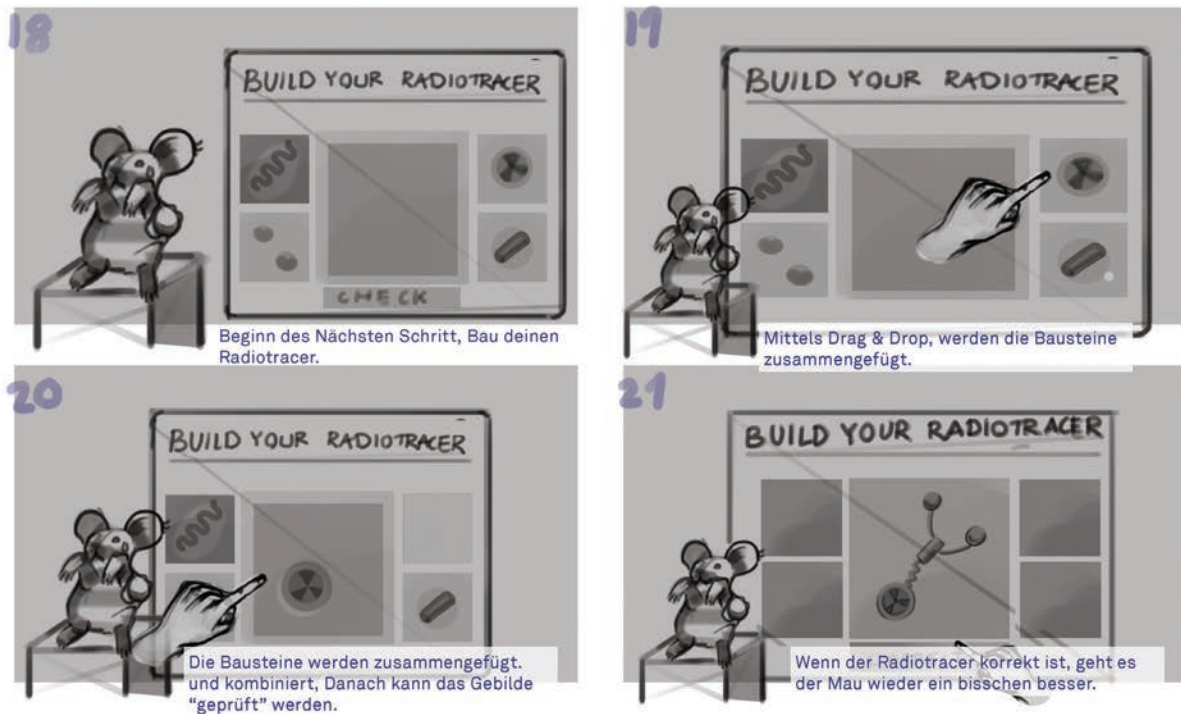 18
BUILD YOUR RADIOTRACER
CHECK
Beginn des Nächsten Schritt, Bau deinen
Radiotracer.
19
BUILD YOUR RADIOTRACER
Mittels Drag & Drop, werden die Bausteine
zusammengefügt.
20
BUILD YOUR RADIOTRACER
Die Bausteine werden zusammengefügt.
und kombiniert, Danach kann das Gebilde
“geprüft” werden.
21
BUILD YOUR RADIOTRACER
Wenn der Radiotracer korrekt ist, geht es
der Mau wieder ein bisschen besser.